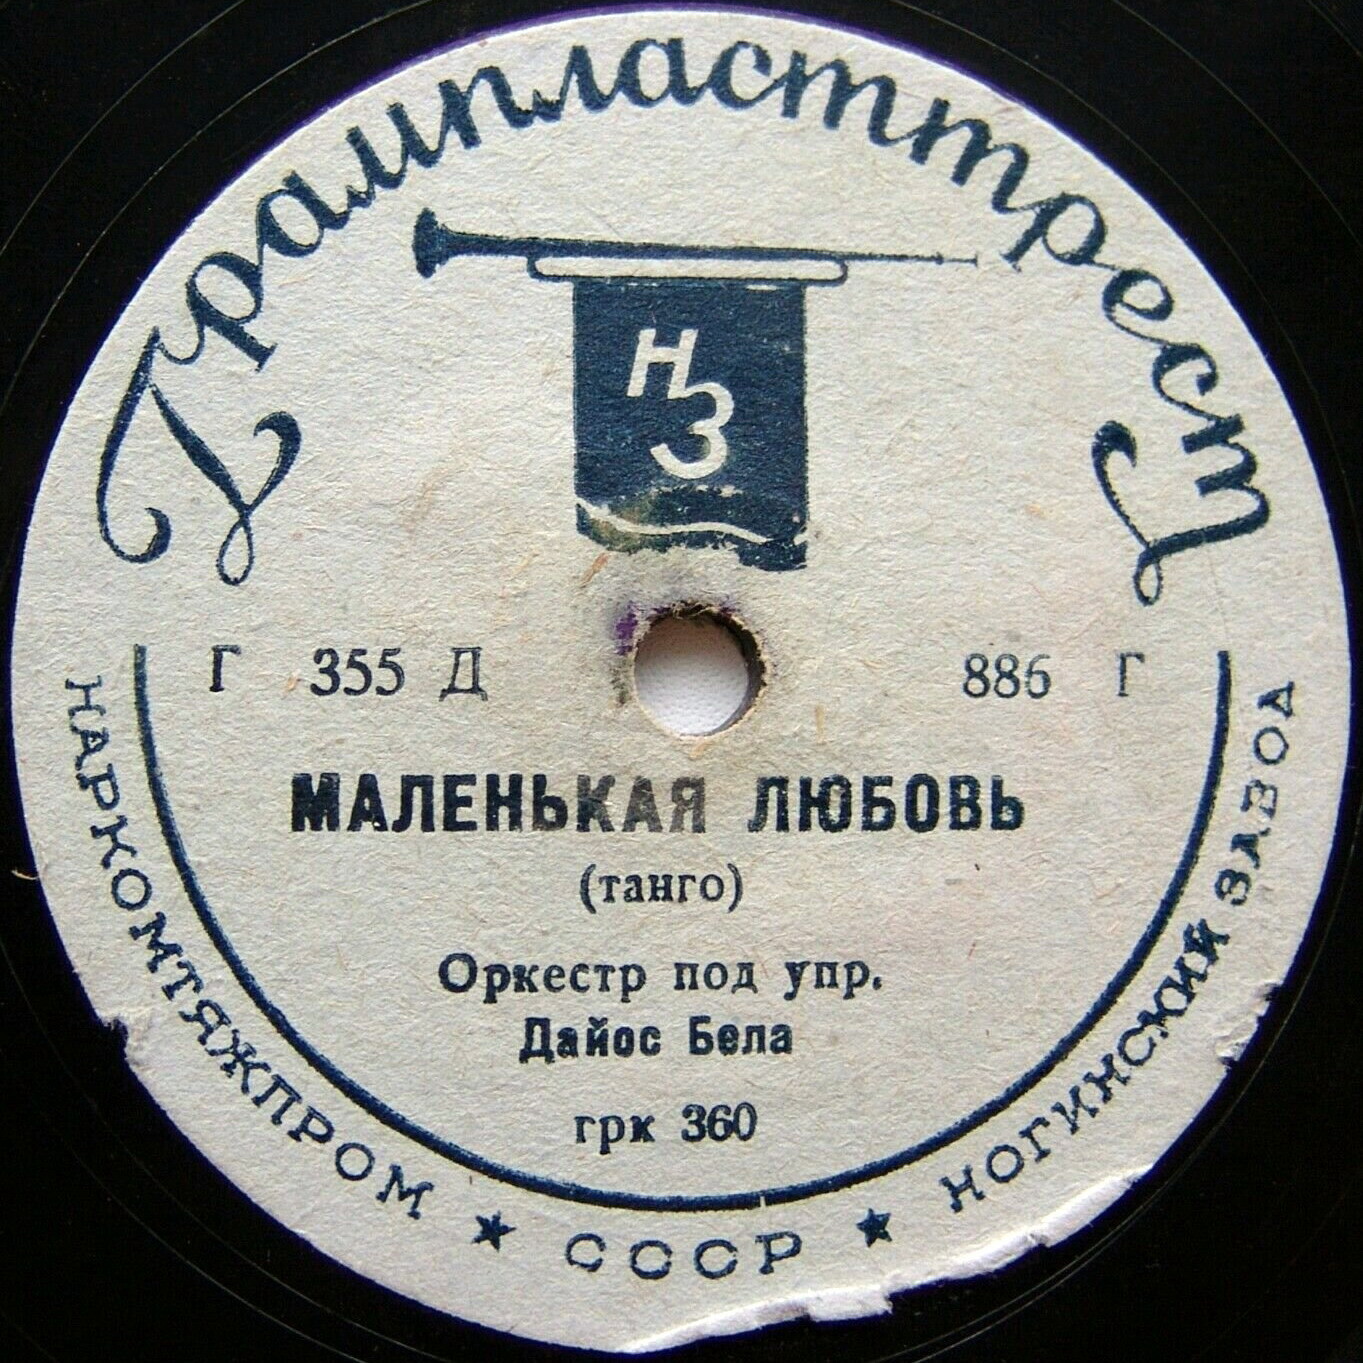 Грампласттрест
НЗ
Г 355 Д 886 Г
МАЛЕНЬКАЯ ЛЮБОВЬ
(танго)
Оркестр под упр.
Дайос Бела
грк 360
НАРКОМТЯЖПРОМ ★ СССР ★ НОГИНСКИЙ ЗАВОД